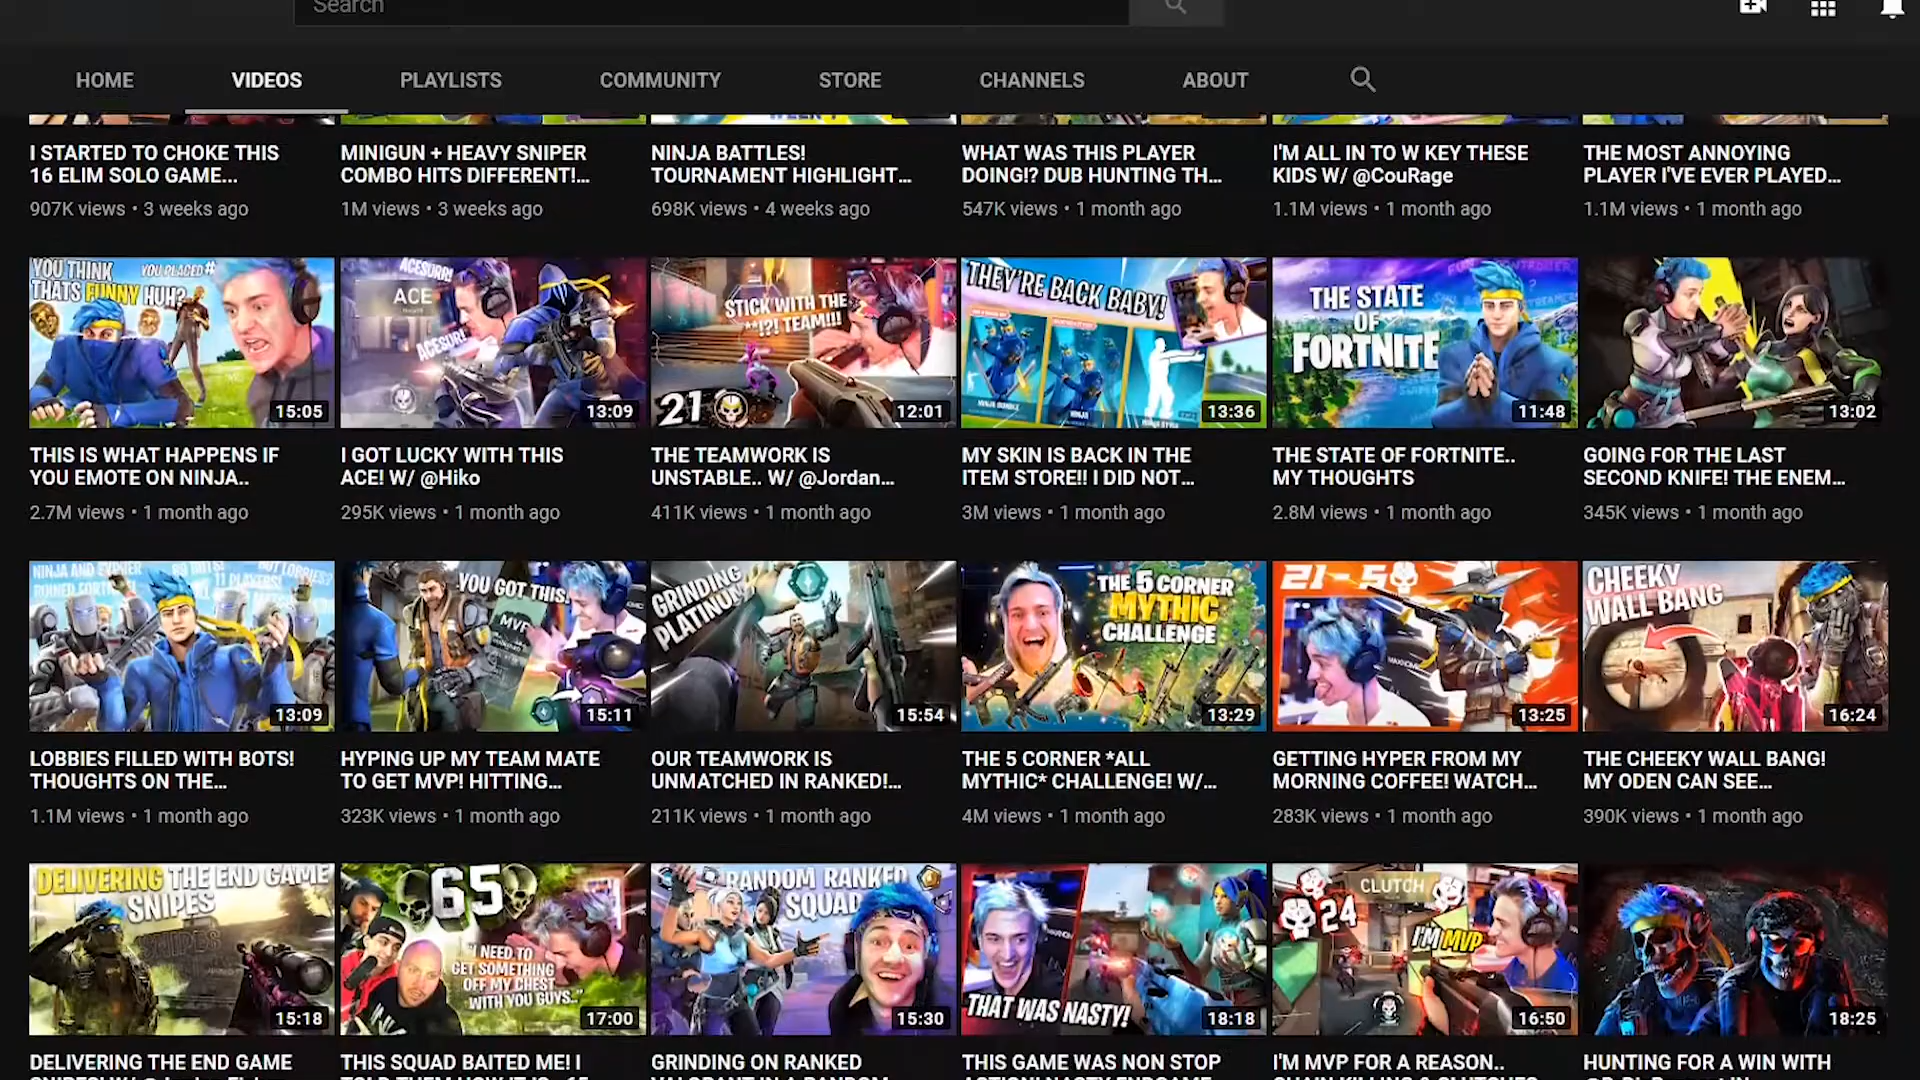 Search
HOME
VIDEOS
PLAYLISTS
COMMUNITY
STORE
CHANNELS
ABOUT
I STARTED TO CHOKE THIS
16 ELIM SOLO GAME...
907K views • 3 weeks ago
MINIGUN + HEAVY SNIPER
COMBO HITS DIFFERENT!...
1M views • 3 weeks ago
NINJA BATTLES!
TOURNAMENT HIGHLIGHT...
698K views • 4 weeks ago
WHAT WAS THIS PLAYER
DOING!? DUB HUNTING TH...
547K views • 1 month ago
I'M ALL IN TO W KEY THESE
KIDS W/ @CouRage
1.1M views • 1 month ago
THE MOST ANNOYING
PLAYER I'VE EVER PLAYED...
1.1M views • 1 month ago
YOU THINK
THATS FUNNY HUH?
YOU PLACED #
15:05
THIS IS WHAT HAPPENS IF
YOU EMOTE ON NINJA..
2.7M views • 1 month ago
ACESURR!
ACE
ACESURR!
13:09
I GOT LUCKY WITH THIS
ACE! W/ @Hiko
295K views • 1 month ago
STICK WITH THE
**!?! TEAM!!!
21
12:01
THE TEAMWORK IS
UNSTABLE.. W/ @Jordan...
411K views • 1 month ago
THEY'RE BACK BABY!
NINJA BUNDLE
NINJA
13:36
MY SKIN IS BACK IN THE
ITEM STORE!! I DID NOT...
3M views • 1 month ago
THE STATE
OF
FORTNITE
11:48
THE STATE OF FORTNITE..
MY THOUGHTS
2.8M views • 1 month ago
13:02
GOING FOR THE LAST
SECOND KNIFE! THE ENEM...
345K views • 1 month ago
11 PLAYERS!
13:09
LOBBIES FILLED WITH BOTS!
THOUGHTS ON THE...
1.1M views • 1 month ago
YOU GOT THIS!
MVP
15:11
HYPING UP MY TEAM MATE
TO GET MVP! HITTING...
323K views • 1 month ago
GRINDING
PLATINUM
15:54
OUR TEAMWORK IS
UNMATCHED IN RANKED!...
211K views • 1 month ago
THE 5 CORNER
MYTHIC
CHALLENGE
13:29
THE 5 CORNER *ALL
MYTHIC* CHALLENGE! W/...
4M views • 1 month ago
21 - 5
13:25
GETTING HYPER FROM MY
MORNING COFFEE! WATCH...
283K views • 1 month ago
CHEEKY
WALL BANG
16:24
THE CHEEKY WALL BANG!
MY ODEN CAN SEE...
390K views • 1 month ago
DELIVERING THE END GAME
SNIPES
15:18
DELIVERING THE END GAME
65
"I NEED TO
GET SOMETHING
OFF MY CHEST
WITH YOU GUYS..."
17:00
THIS SQUAD BAITED ME! I
RANDOM RANKED
SQUAD
15:30
GRINDING ON RANKED
THAT WAS NASTY!
18:18
THIS GAME WAS NON STOP
CLUTCH
24
I'M MVP
16:50
I'M MVP FOR A REASON..
18:25
HUNTING FOR A WIN WITH